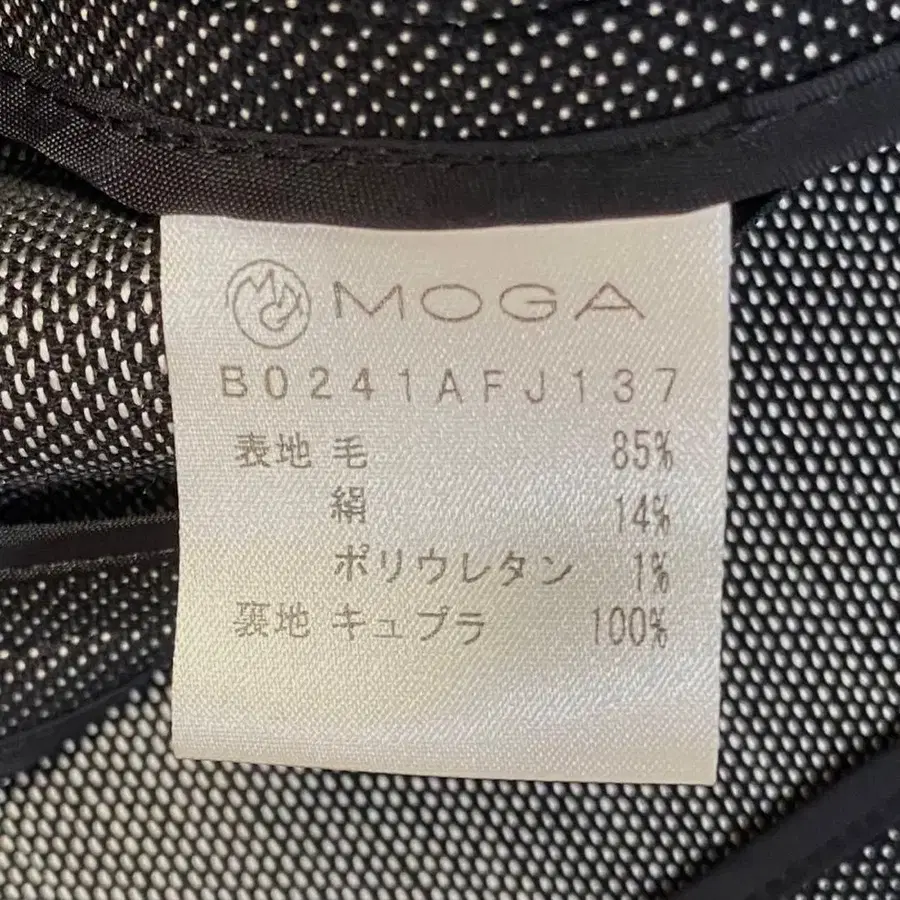 MOGA
B0241AFJ137
表地 毛 85%
絹 14%
ポリウレタン 1%
裏地 キュプラ 100%